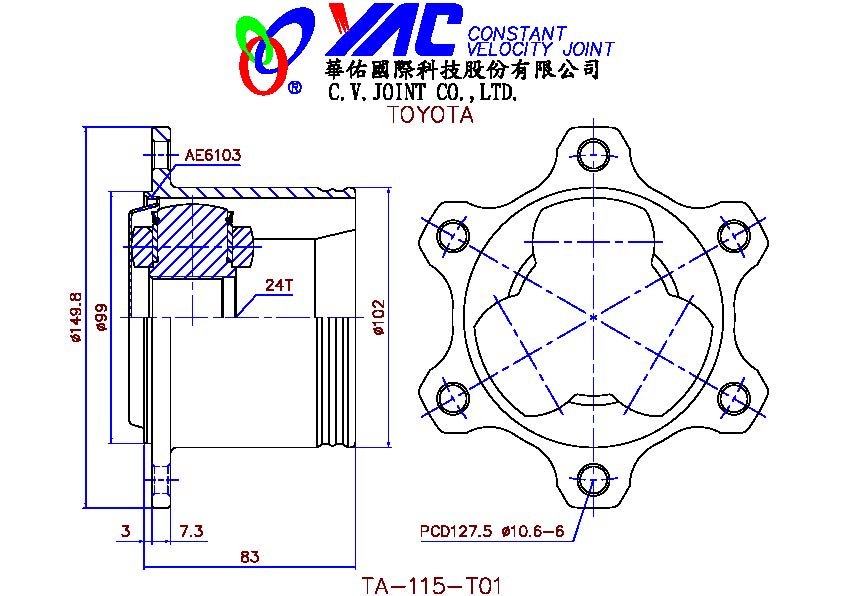 YAC CONSTANT
VELOCITY JOINT
華佑國際科技股份有限公司
®
C.V.JOINT CO.,LTD.
TOYOTA
AE6103
24T
ø149.8
ø99
ø102
3
7.3
83
PCD127.5 ø10.6-6
TA-115-T01